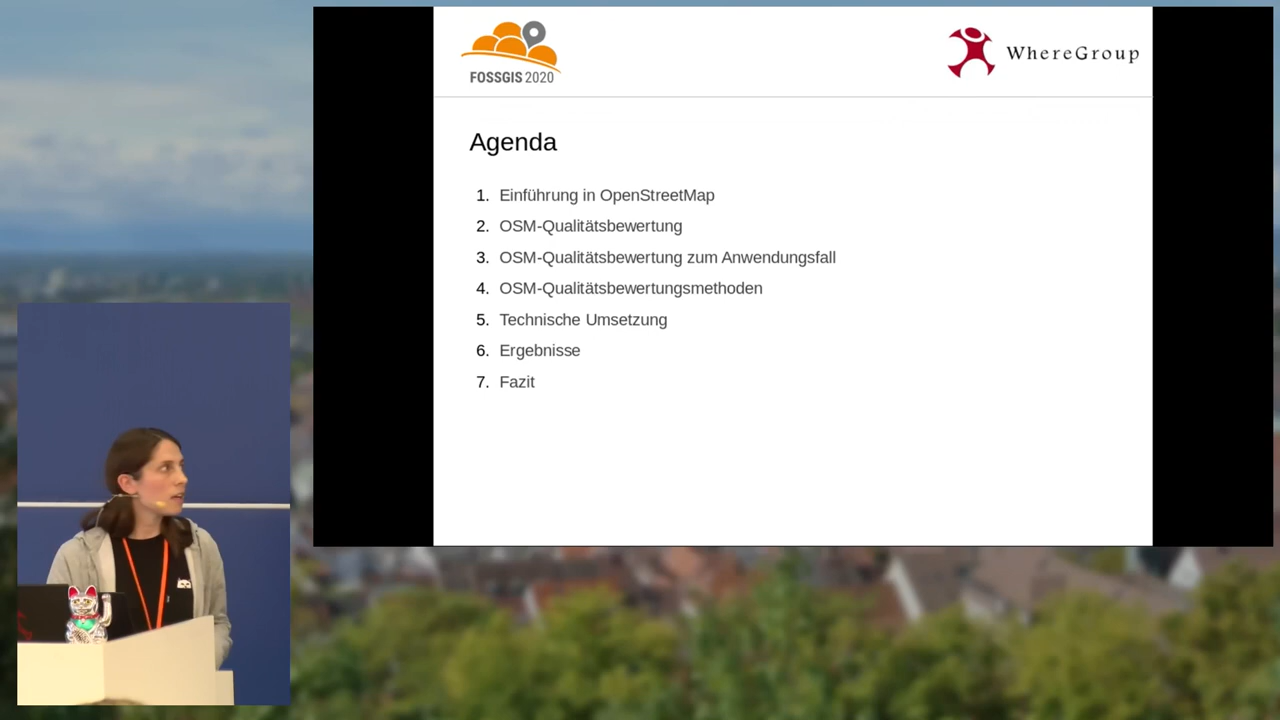 FOSSGIS 2020
WhereGroup
Agenda
1. Einführung in OpenStreetMap
2. OSM-Qualitätsbewertung
3. OSM-Qualitätsbewertung zum Anwendungsfall
4. OSM-Qualitätsbewertungsmethoden
5. Technische Umsetzung
6. Ergebnisse
7. Fazit